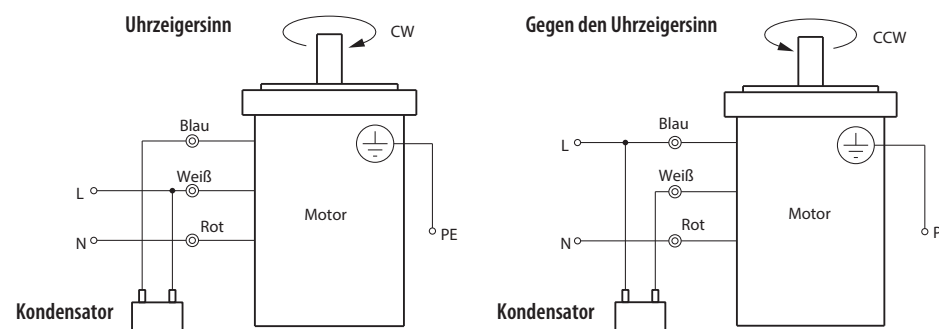 Uhrzeigersinn
CW
Blau
L
Weiß
Motor
N
Rot
PE
Kondensator
Gegen den Uhrzeigersinn
CCW
L
Blau
Weiß
Motor
N
Rot
P
Kondensator